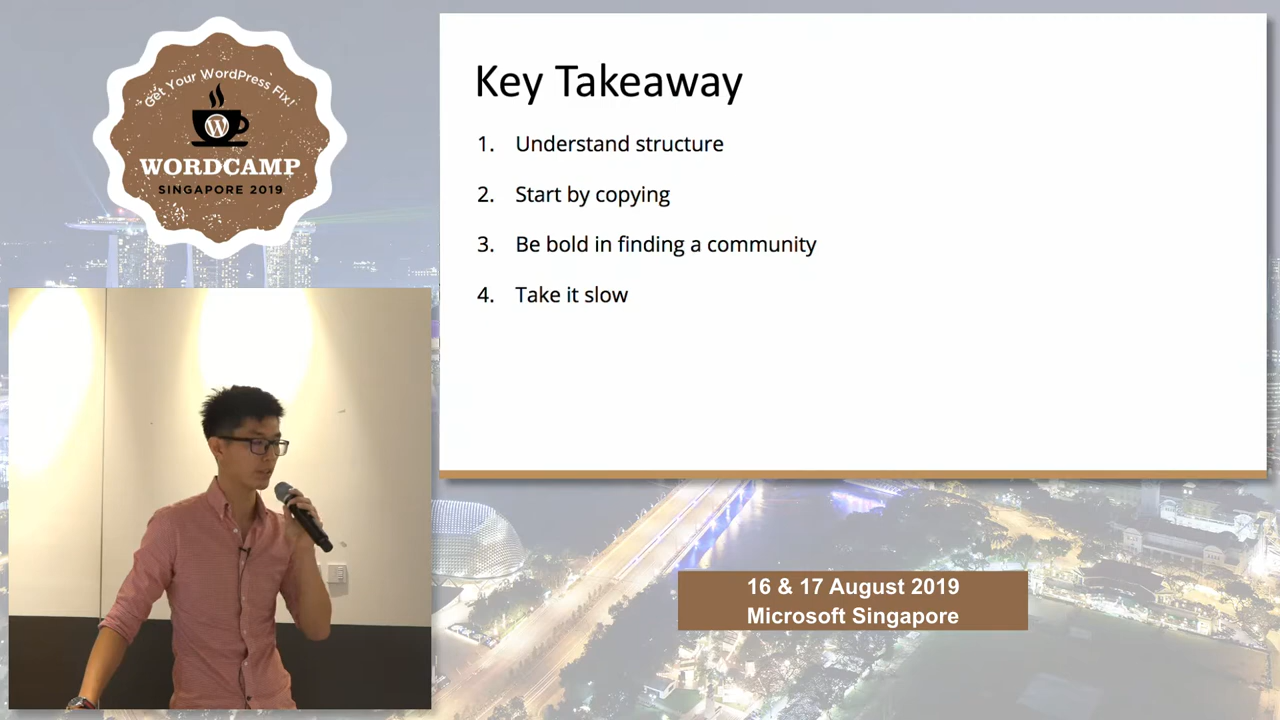 Get Your WordPress Fix!
WORDCAMP
SINGAPORE 2019
Key Takeaway
1. Understand structure
2. Start by copying
3. Be bold in finding a community
4. Take it slow
16 & 17 August 2019
Microsoft Singapore